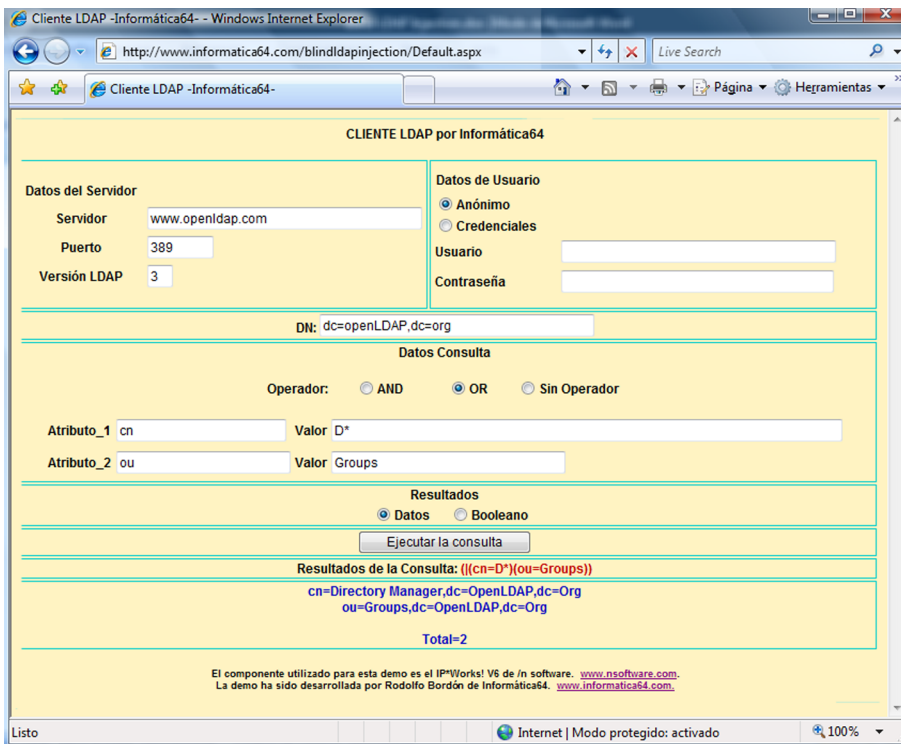 Cliente LDAP -Informática64- - Windows Internet Explorer
http://www.informatica64.com/blindldapinjection/Default.aspx
Live Search
Cliente LDAP -Informática64-
Página
Herramientas
CLIENTE LDAP por Informática64
Datos del Servidor
Servidor www.openldap.com
Puerto 389
Versión LDAP 3
Datos de Usuario
Anónimo
Credenciales
Usuario
Contraseña
DN: dc=openLDAP,dc=org
Datos Consulta
Operador: AND OR Sin Operador
Atributo_1 cn Valor D*
Atributo_2 ou Valor Groups
Resultados
Datos Booleano
Ejecutar la consulta
Resultados de la Consulta: (|(cn=D*)(ou=Groups))
cn=Directory Manager,dc=OpenLDAP,dc=Org
ou=Groups,dc=OpenLDAP,dc=Org
Total=2
El componente utilizado para esta demo es el IP*Works! V6 de /n software. www.nsoftware.com.
La demo ha sido desarrollada por Rodolfo Bordón de Informática64. www.informatica64.com.
Listo
Internet | Modo protegido: activado
100%